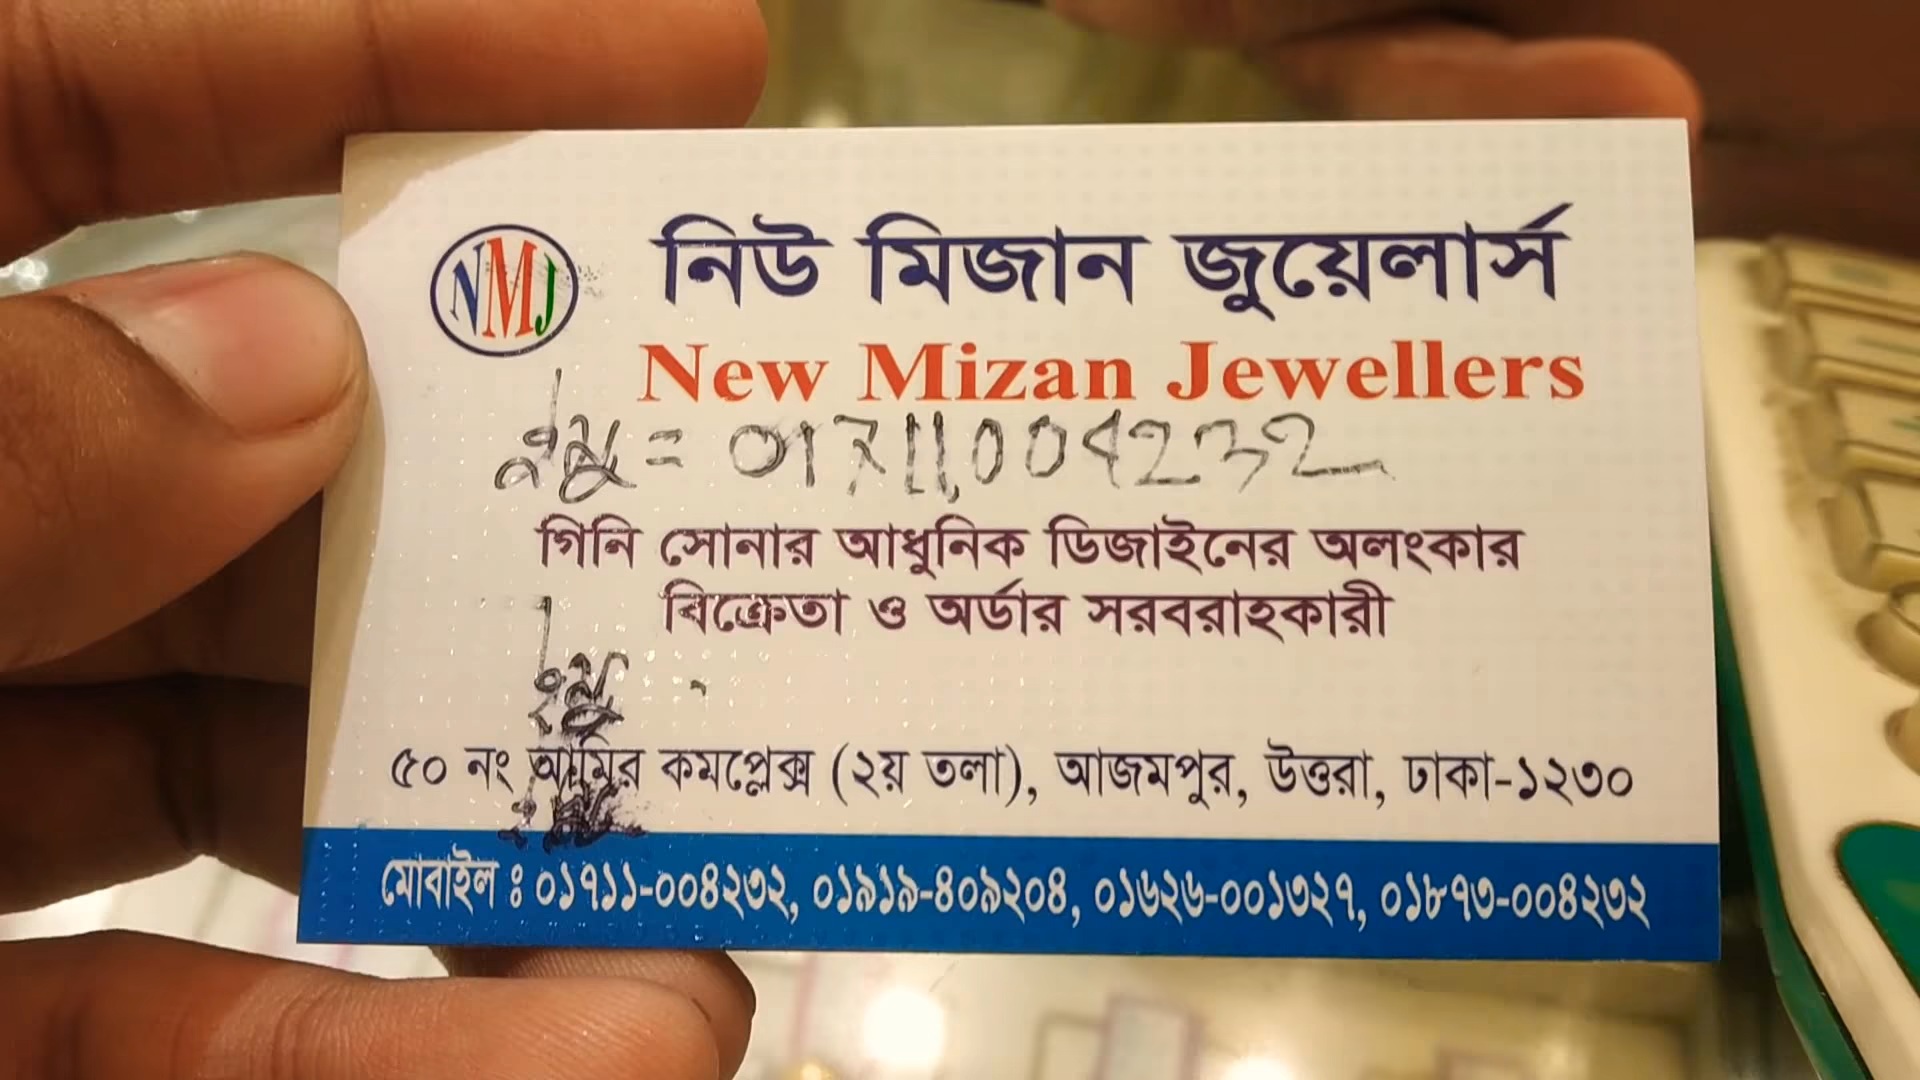 NMJ
নিউ মিজান জুয়েলার্স
New Mizan Jewellers
= 01711004232
গিনি সোনার আধুনিক ডিজাইনের অলংকার
বিক্রেতা ও অর্ডার সরবরাহকারী
৫০ নং আমির কমপ্লেক্স (২য় তলা), আজমপুর, উত্তরা, ঢাকা-১২৩০
মোবাইল ঃ ০১৭১১-০০৪২৩২, ০১৯১৯-৪০৯২০৪, ০১৬২৬-০০১৩২৭, ০১৮৭৩-০০৪২৩২